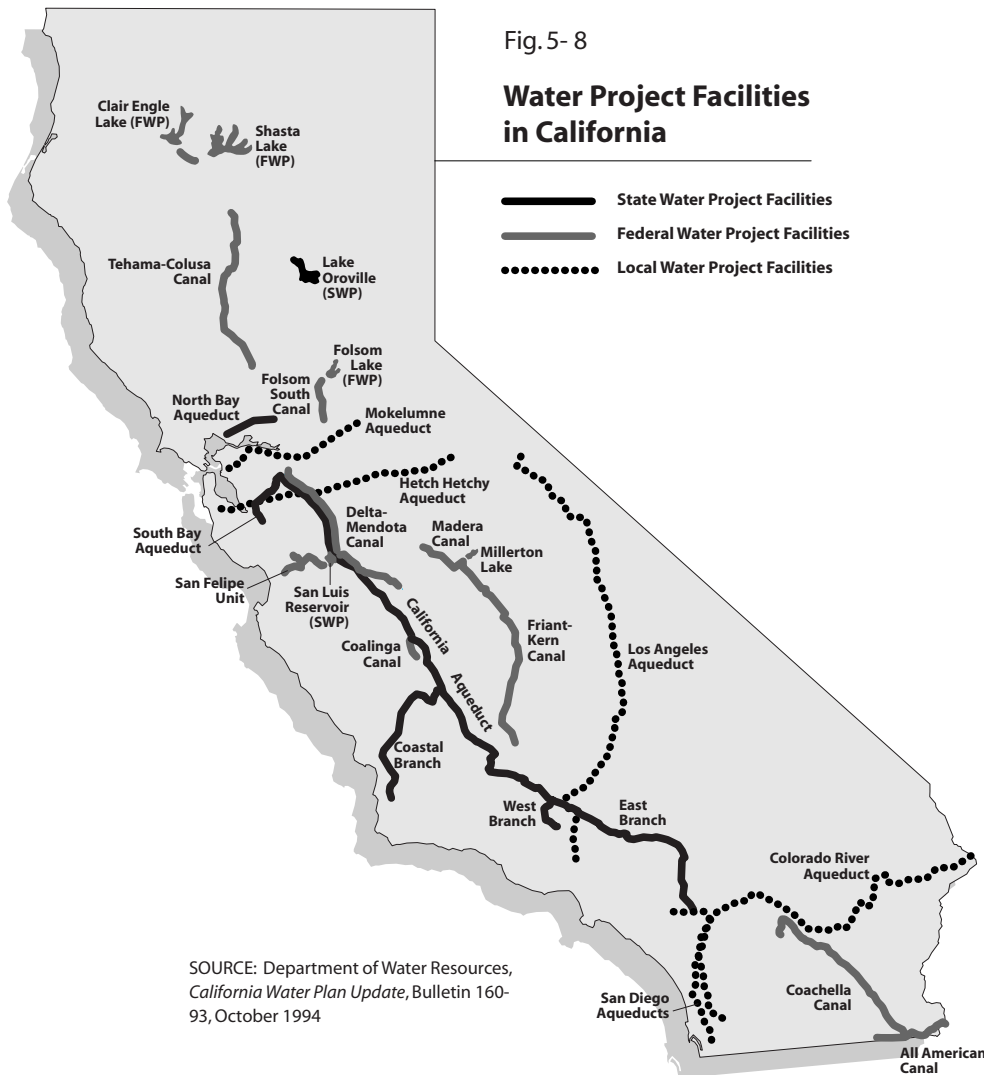 Fig. 5- 8
Water Project Facilities
in California
State Water Project Facilities
Federal Water Project Facilities
Local Water Project Facilities
Clair Engle
Lake (FWP)
Shasta
Lake
(FWP)
Tehama-Colusa
Canal
Lake
Oroville
(SWP)
Folsom
Lake
(FWP)
Folsom
South
Canal
North Bay
Aqueduct
Mokelumne
Aqueduct
Hetch Hetchy
Aqueduct
South Bay
Aqueduct
Delta-
Mendota
Canal
Madera
Canal
Millerton
Lake
San Felipe
Unit
San Luis
Reservoir
(SWP)
California
Aqueduct
Coalinga
Canal
Friant-
Kern
Canal
Los Angeles
Aqueduct
Coastal
Branch
West
Branch
East
Branch
Colorado River
Aqueduct
San Diego
Aqueducts
Coachella
Canal
All American
Canal
SOURCE: Department of Water Resources,
California Water Plan Update, Bulletin 160-
93, October 1994